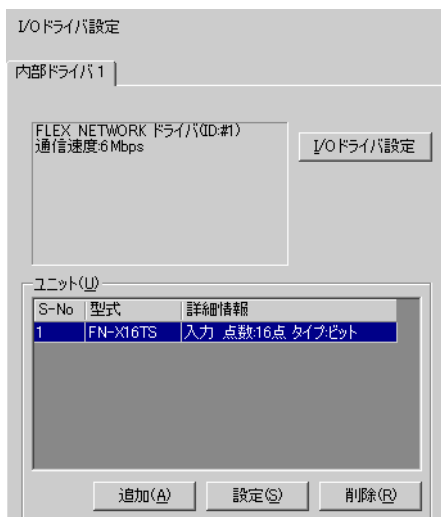 I/Oドライバ設定
内部ドライバ1
FLEX NETWORK ドライバ(ID:#1)
通信速度:6Mbps
I/Oドライバ設定
ユニット(U)
S-No 型式 詳細情報
1 FN-X16TS 入力 点数:16点 タイプ:ビット
追加(A) 設定(S) 削除(R)